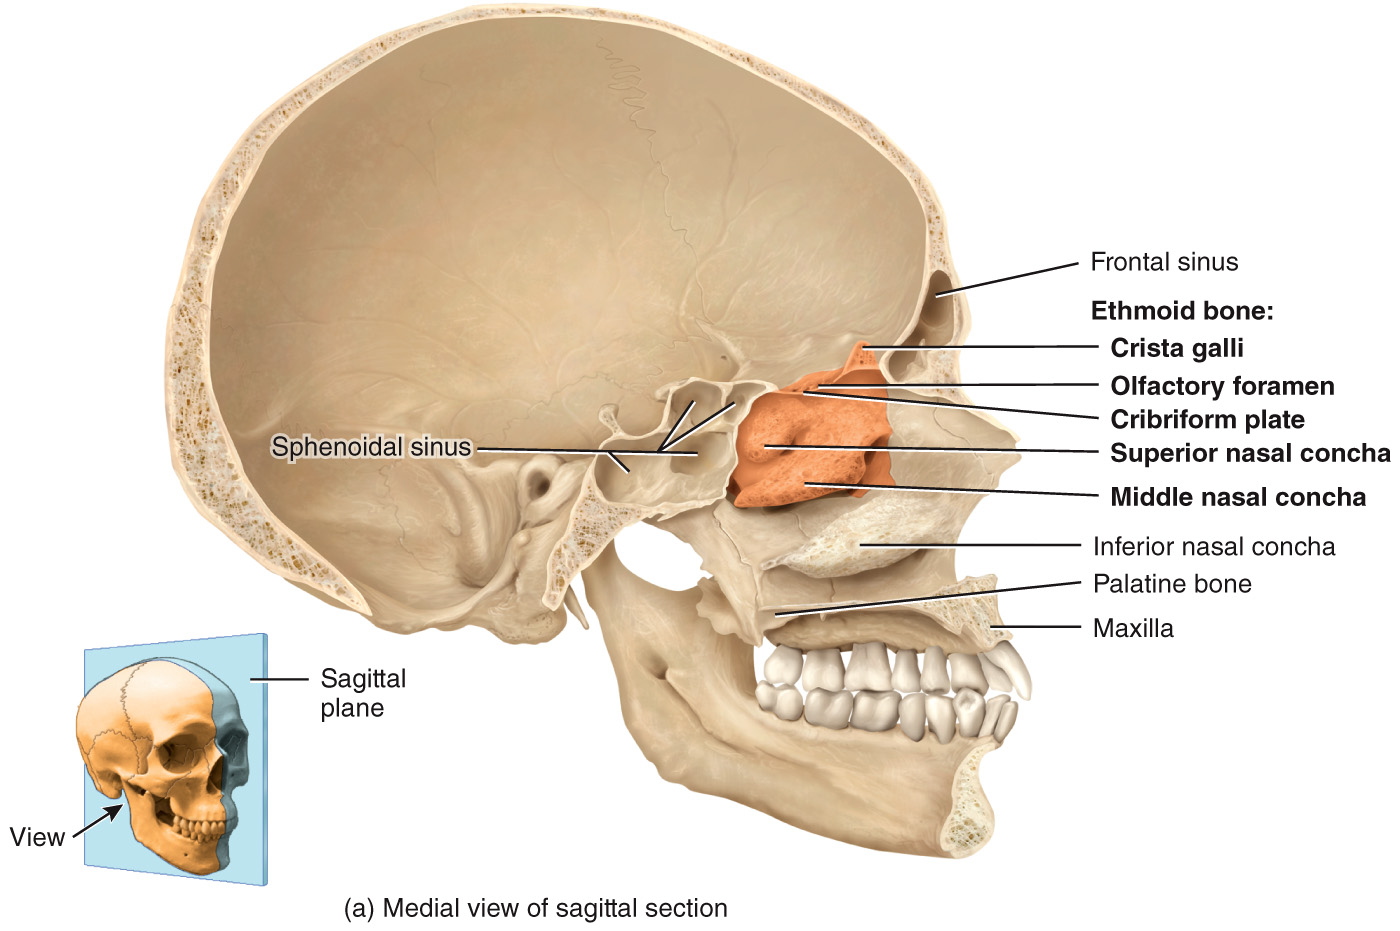 Frontal sinus
Ethmoid bone:
Crista galli
Olfactory foramen
Cribriform plate
Sphenoidal sinus
Superior nasal concha
Middle nasal concha
Inferior nasal concha
Palatine bone
Maxilla
Sagittal
plane
View
(a) Medial view of sagittal section